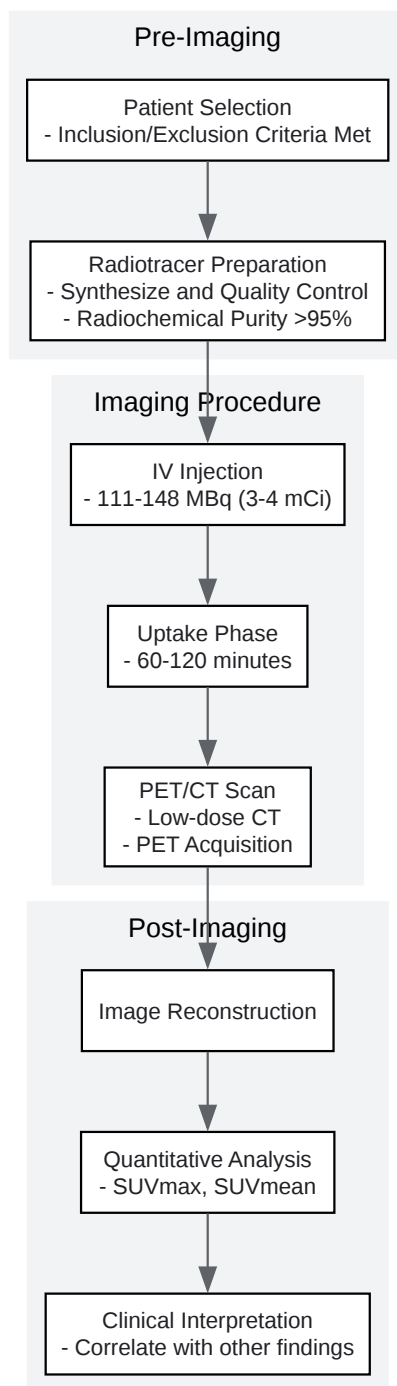 Pre-Imaging
Patient Selection
- Inclusion/Exclusion Criteria Met
Radiotracer Preparation
- Synthesize and Quality Control
- Radiochemical Purity >95%
Imaging Procedure
IV Injection
- 111-148 MBq (3-4 mCi)
Uptake Phase
- 60-120 minutes
PET/CT Scan
- Low-dose CT
- PET Acquisition
Post-Imaging
Image Reconstruction
Quantitative Analysis
- SUVmax, SUVmean
Clinical Interpretation
- Correlate with other findings